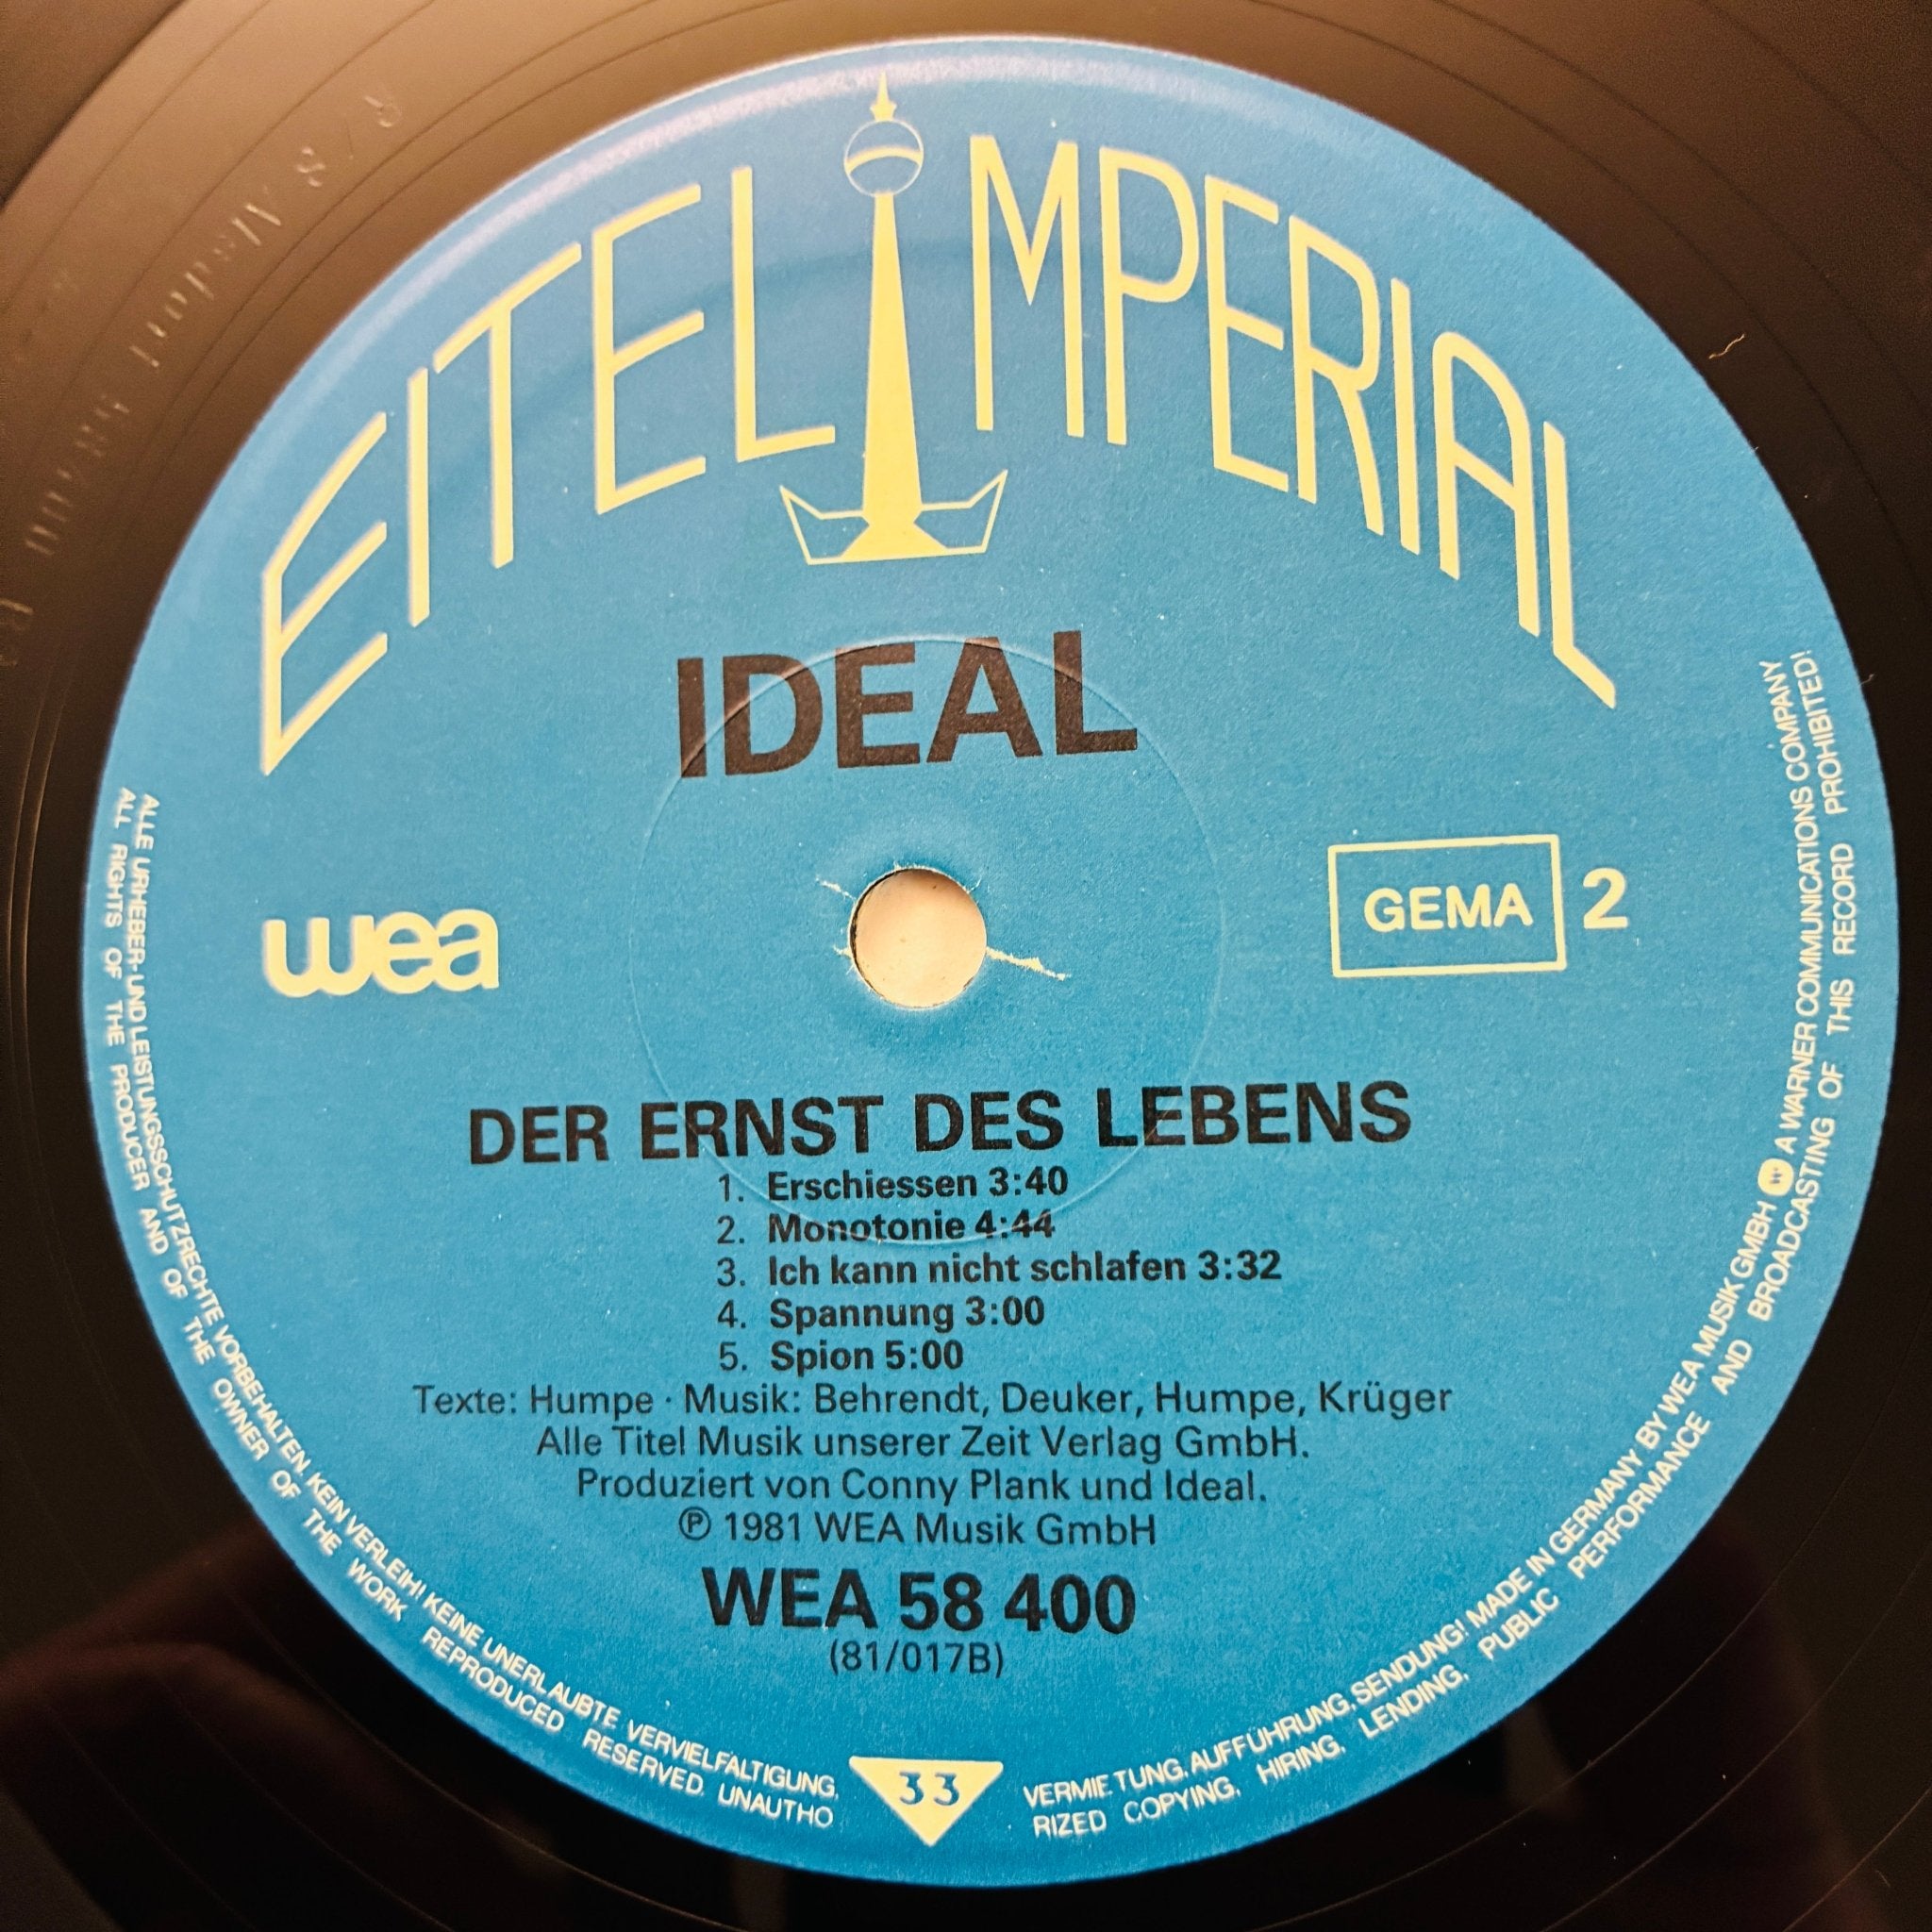 EITEL IMPERIAL
IDEAL
wea
GEMA 2
DER ERNST DES LEBENS
1. Erschiessen 3:40
2. Monotonie 4:44
3. Ich kann nicht schlafen 3:32
4. Spannung 3:00
5. Spion 5:00
Texte: Humpe · Musik: Behrendt, Deuker, Humpe, Krüger
Alle Titel Musik unserer Zeit Verlag GmbH.
Produziert von Conny Plank und Ideal.
℗ 1981 WEA Musik GmbH
WEA 58 400
(81/017B)
33
ALLE URHEBER- UND LEISTUNGSSCHUTZRECHTE VORBEHALTEN. KEIN VERLEIH! KEINE UNERLAUBTE VERVIELFÄLTIGUNG, VERMIETUNG, AUFFÜHRUNG, SENDUNG! MADE IN GERMANY BY WEA MUSIK GMBH A WARNER COMMUNICATIONS COMPANY
ALL RIGHTS OF THE PRODUCER AND OF THE OWNER OF THE WORK REPRODUCED RESERVED. UNAUTHORIZED COPYING, HIRING, LENDING, PUBLIC PERFORMANCE AND BROADCASTING OF THIS RECORD PROHIBITED!